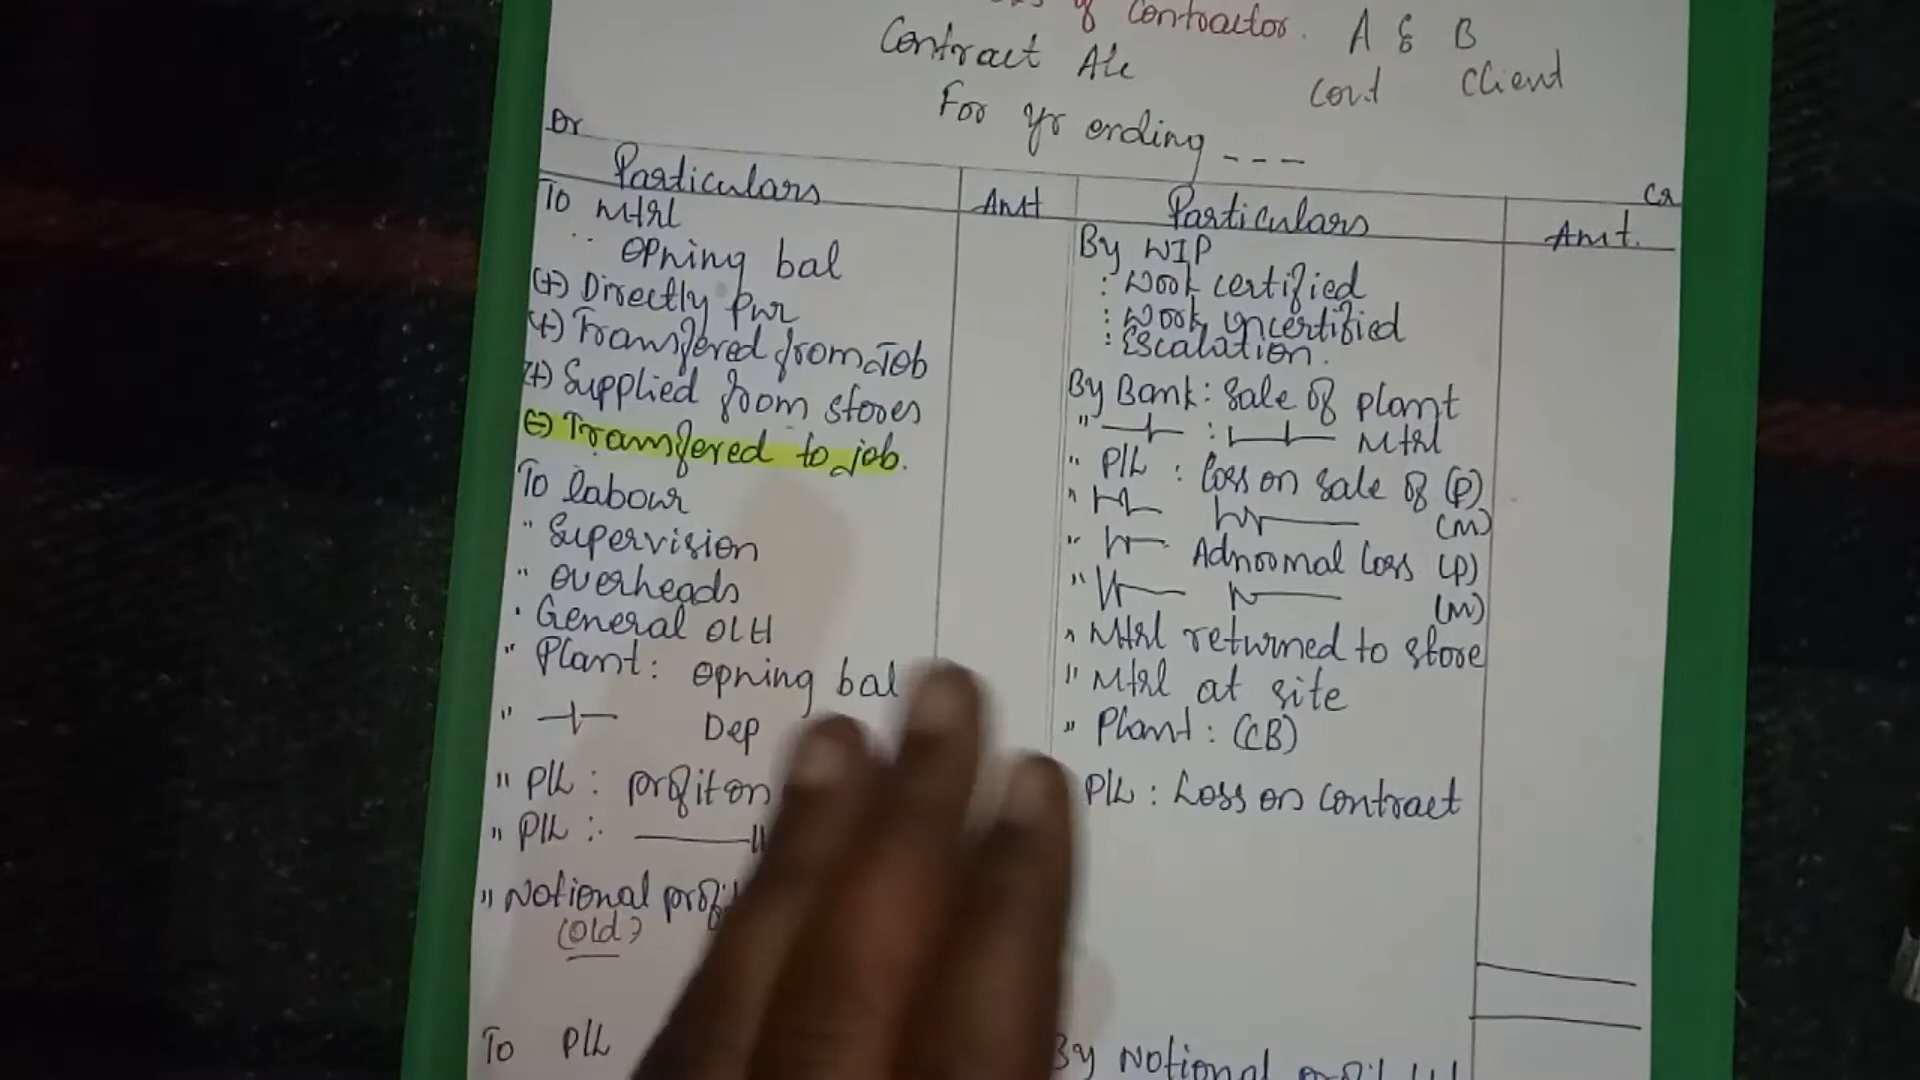 of Contractor. A & B
Contract A/c Cont Client
For yr ending ---
Dr Cr
Particulars Amt Particulars Amt.
To Mtrl
Opning bal
(+) Directly pur
(+) Transfered from Job
(+) Supplied from stores
(-) Transfered to job.
To labour
" Supervision
" overheads
" General O/H
" Plant: opning bal
" Dep
" P/L: profit on
" P/L:
" Notional
(Old)
To P/L
By WIP
: Work certified
: Work uncertified
: Escalation.
By Bank: Sale of plant
" : Mtrl
" P/L : Loss on sale of (P)
" (M)
" Adnormal Loss (P)
" (M)
" Mtrl returned to store
" Mtrl at site
" Plant: (CB)
P/L : Loss on contract
By Notional